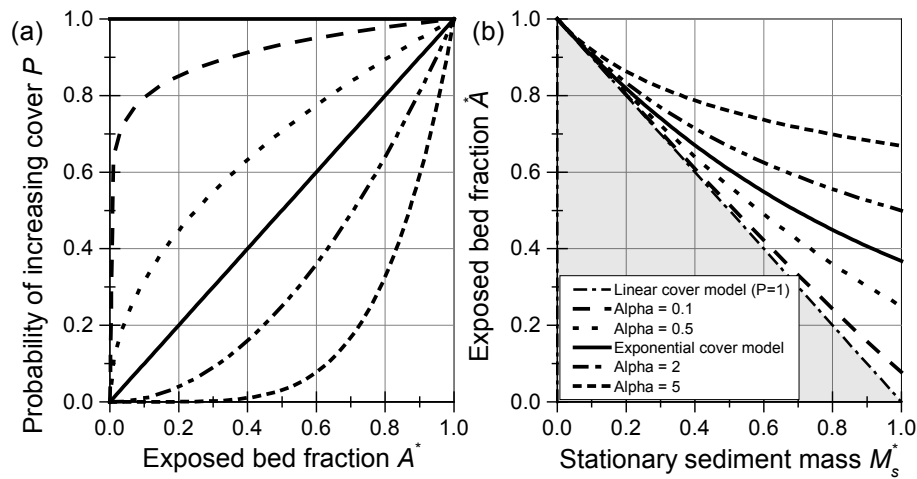 (a)
Probability of increasing cover P
1.0
0.8
0.6
0.4
0.2
0.0
0.0 0.2 0.4 0.6 0.8 1.0
Exposed bed fraction A*
(b)
Exposed bed fraction A*
1.0
0.8
0.6
0.4
0.2
0.0
Linear cover model (P=1)
Alpha = 0.1
Alpha = 0.5
Exponential cover model
Alpha = 2
Alpha = 5
0.0 0.2 0.4 0.6 0.8 1.0
Stationary sediment mass M*s